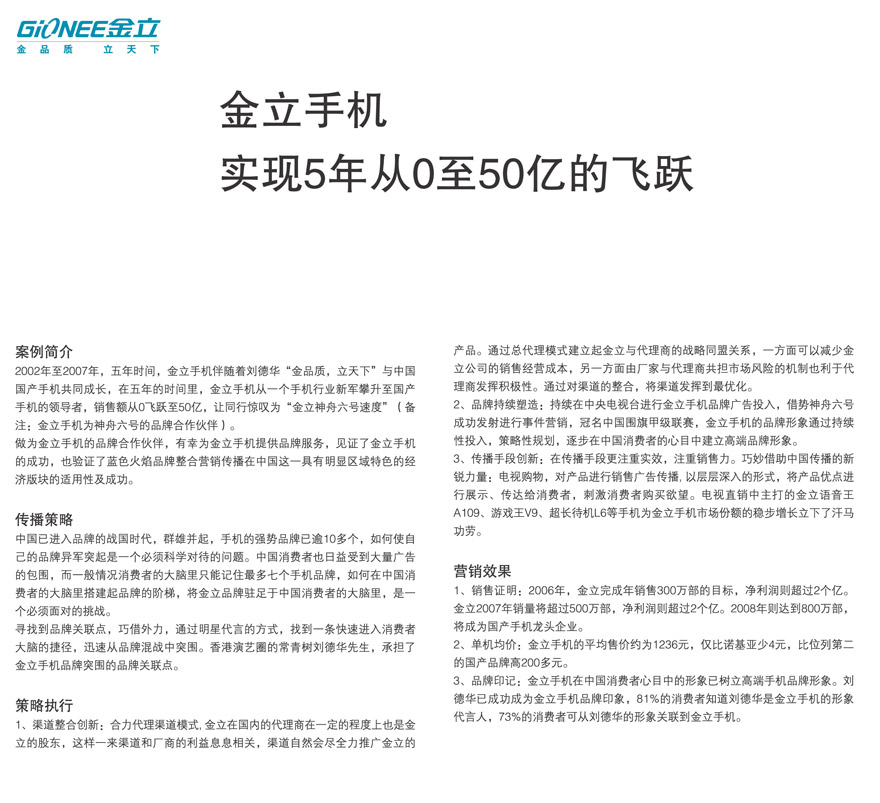 GIONEE金立
金品质 立天下
金立手机
实现5年从0至50亿的飞跃
案例简介
2002年至2007年，五年时间，金立手机伴随着刘德华“金品质，立天下”与中国
国产手机共同成长，在五年的时间里，金立手机从一个手机行业新军攀升至国产
手机的领导者，销售额从0飞跃至50亿，让同行惊叹为“金立神舟六号速度”（备
注：金立手机为神舟六号的品牌合作伙伴）。
做为金立手机的品牌合作伙伴，有幸为金立手机提供品牌服务，见证了金立手机
的成功，也验证了蓝色火焰品牌整合营销传播在中国这一具有明显区域特色的经
济版块的适用性及成功。
传播策略
中国已进入品牌的战国时代，群雄并起，手机的强势品牌已逾10多个，如何使自
己的品牌异军突起是一个必须科学对待的问题。中国消费者也日益受到大量广告
的包围，而一般情况消费者的大脑里只能记住最多七个手机品牌，如何在中国消
费者的大脑里搭建起品牌的阶梯，将金立品牌驻足于中国消费者的大脑里，是一
个必须面对的挑战。
寻找到品牌关联点，巧借外力，通过明星代言的方式，找到一条快速进入消费者
大脑的捷径，迅速从品牌混战中突围。香港演艺圈的常青树刘德华先生，承担了
金立手机品牌突围的品牌关联点。
策略执行
1、渠道整合创新：合力代理渠道模式,金立在国内的代理商在一定的程度上也是金
立的股东，这样一来渠道和厂商的利益息息相关，渠道自然会尽全力推广金立的
产品。通过总代理模式建立起金立与代理商的战略同盟关系，一方面可以减少金
立公司的销售经营成本，另一方面由厂家与代理商共担市场风险的机制也利于代
理商发挥积极性。通过对渠道的整合，将渠道发挥到最优化。
2、品牌持续塑造：持续在中央电视台进行金立手机品牌广告投入，借势神舟六号
成功发射进行事件营销，冠名中国围旗甲级联赛，金立手机的品牌形象通过持续
性投入，策略性规划，逐步在中国消费者的心目中建立高端品牌形象。
3、传播手段创新：在传播手段更注重实效，注重销售力。巧妙借助中国传播的新
锐力量：电视购物，对产品进行销售广告传播,以层层深入的形式，将产品优点进
行展示、传达给消费者，刺激消费者购买欲望。电视直销中主打的金立语音王
A109、游戏王V9、超长待机L6等手机为金立手机市场份额的稳步增长立下了汗马
功劳。
营销效果
1、销售证明：2006年，金立完成年销售300万部的目标，净利润则超过2个亿。
金立2007年销量将超过500万部，净利润则超过2个亿。2008年则达到800万部，
将成为国产手机龙头企业。
2、单机均价：金立手机的平均售价约为1236元，仅比诺基亚少4元，比位列第二
的国产品牌高200多元。
3、品牌印记：金立手机在中国消费者心目中的形象已树立高端手机品牌形象。刘
德华已成功成为金立手机品牌印象，81%的消费者知道刘德华是金立手机的形象
代言人，73%的消费者可从刘德华的形象关联到金立手机。